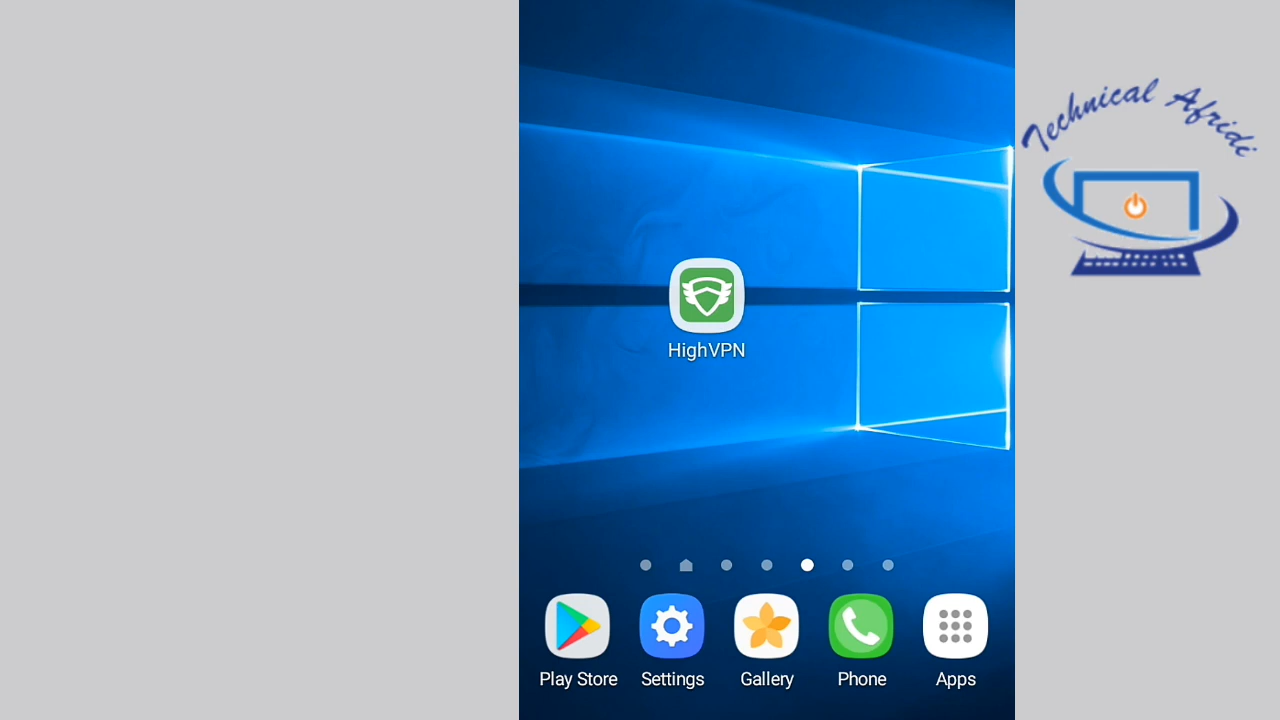 Technical Afridi
HighVPN
Play Store
Settings
Gallery
Phone
Apps